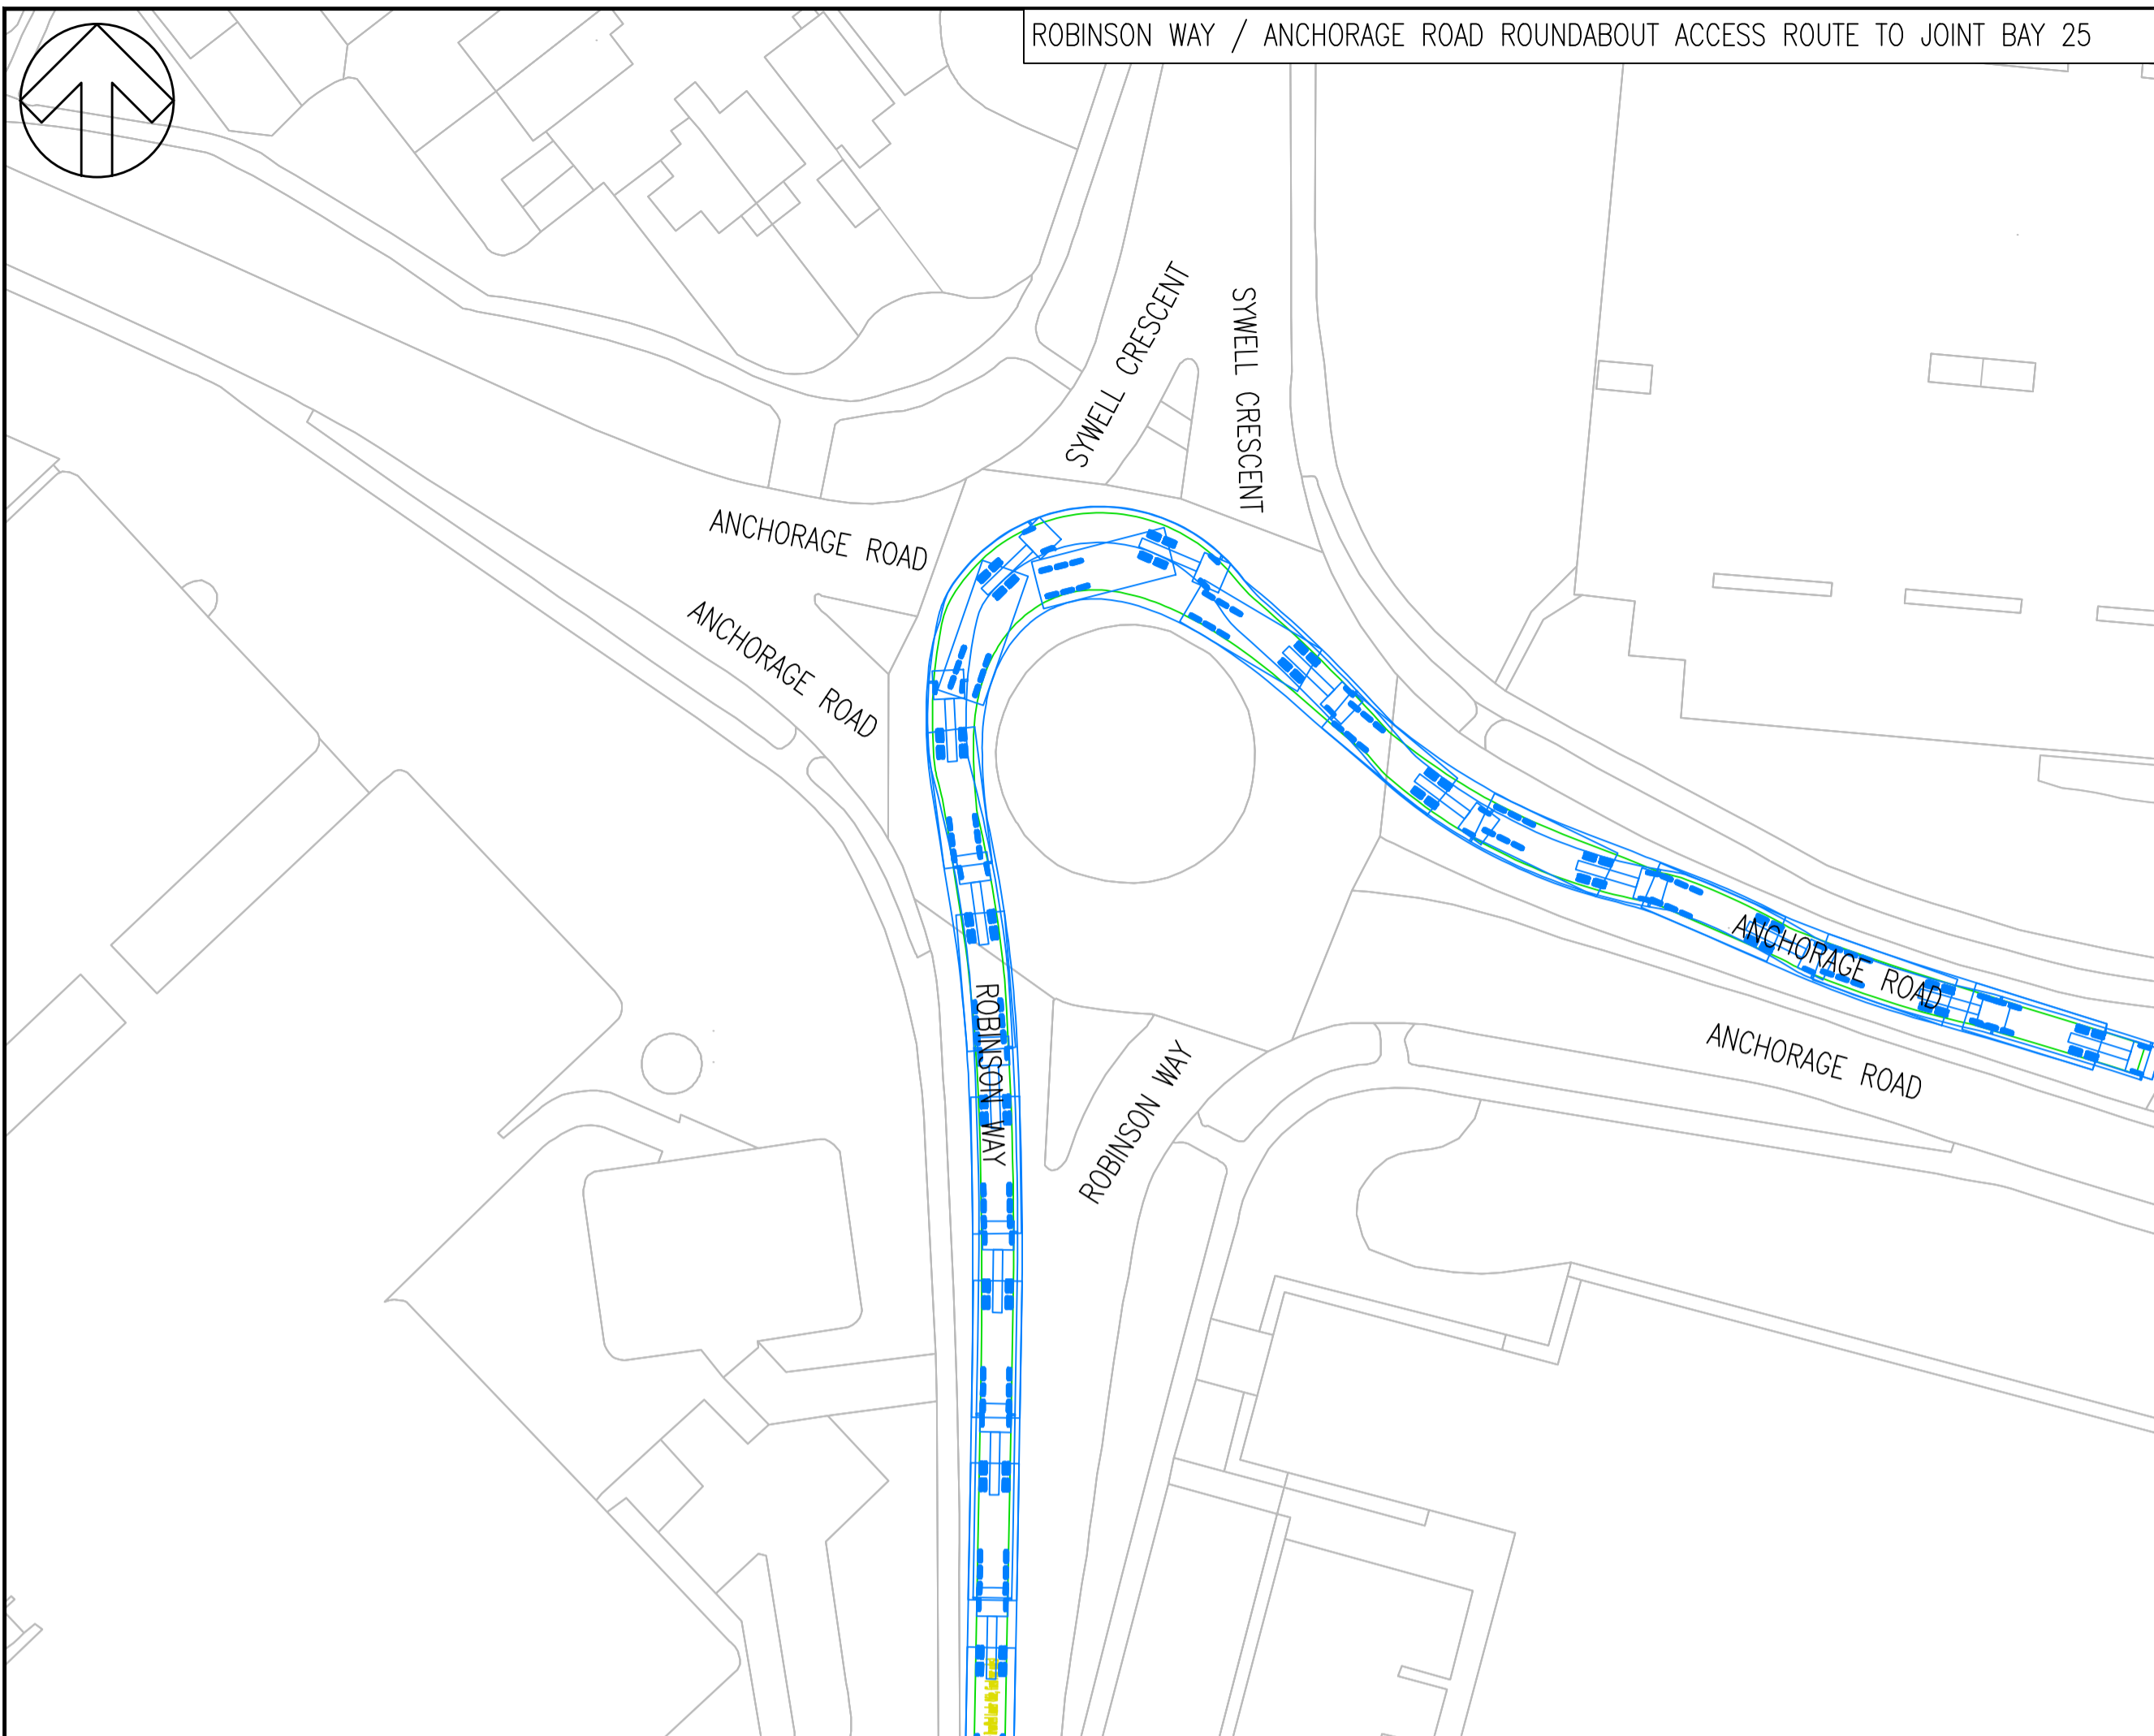 ROBINSON WAY / ANCHORAGE ROAD ROUNDABOUT ACCESS ROUTE TO JOINT BAY 25
SYWELL CRESCENT
SYWELL CRESCENT
ANCHORAGE ROAD
ANCHORAGE ROAD
ANCHORAGE ROAD
ANCHORAGE ROAD
ROBINSON WAY
ROBINSON WAY